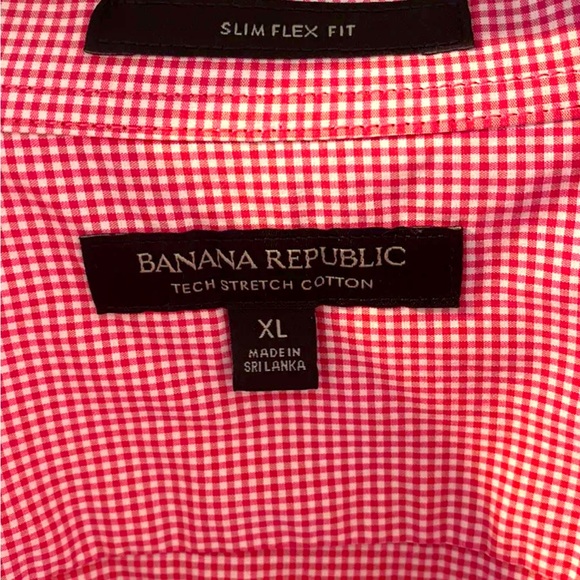 SLIM FLEX FIT
BANANA REPUBLIC
TECH STRETCH COTTON
XL
MADE IN
SRI LANKA